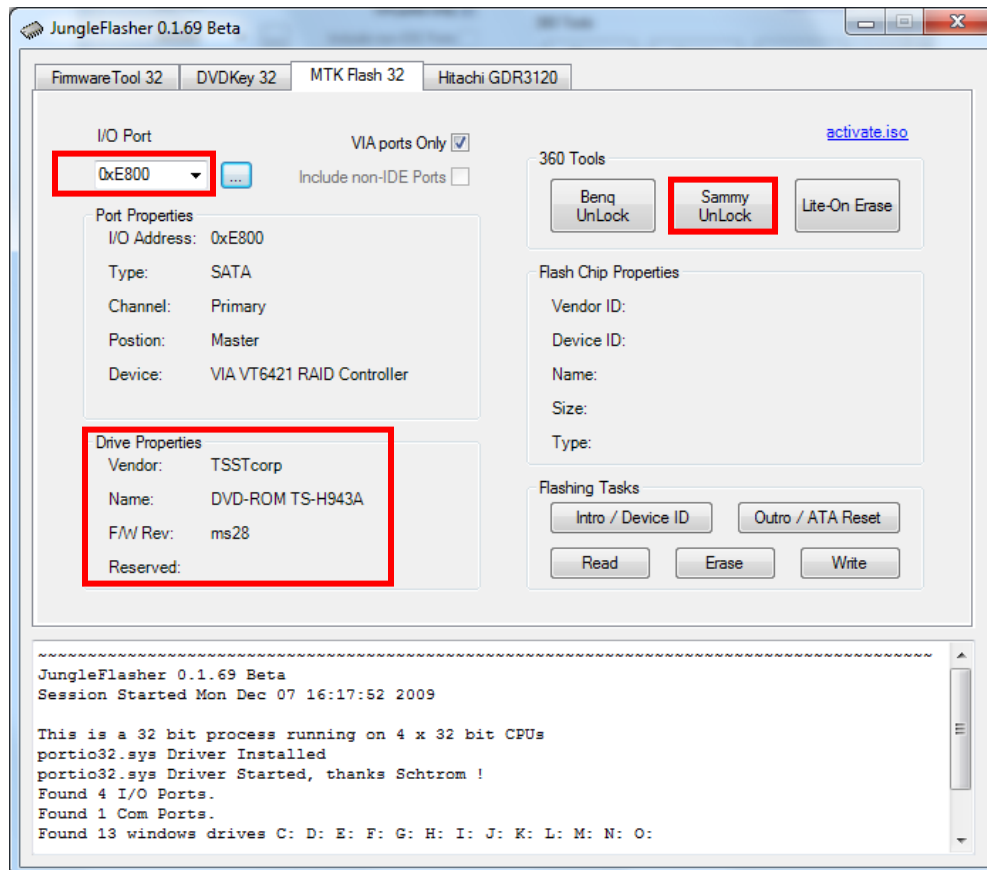 JungleFlasher 0.1.69 Beta
FirmwareTool 32
DVDKey 32
MTK Flash 32
Hitachi GDR3120
I/O Port
VIA ports Only
activate.iso
0xE800
...
Include non-IDE Ports
360 Tools
Benq
UnLock
Sammy
UnLock
Lite-On Erase
Port Properties
I/O Address: 0xE800
Type: SATA
Channel: Primary
Postion: Master
Device: VIA VT6421 RAID Controller
Flash Chip Properties
Vendor ID:
Device ID:
Name:
Size:
Type:
Drive Properties
Vendor: TSSTcorp
Name: DVD-ROM TS-H943A
F/W Rev: ms28
Reserved:
Flashing Tasks
Intro / Device ID
Outro / ATA Reset
Read
Erase
Write
~~~~~~~~~~~~~~~~~~~~~~~~~~~~~~~~~~~~~~~~~~~~~~~~~~~~~~~~~~~~~~~~~~~~~~~~~~~~~~~~~~~~~
JungleFlasher 0.1.69 Beta
Session Started Mon Dec 07 16:17:52 2009
This is a 32 bit process running on 4 x 32 bit CPUs
portio32.sys Driver Installed
portio32.sys Driver Started, thanks Schtrom !
Found 4 I/O Ports.
Found 1 Com Ports.
Found 13 windows drives C: D: E: F: G: H: I: J: K: L: M: N: O: